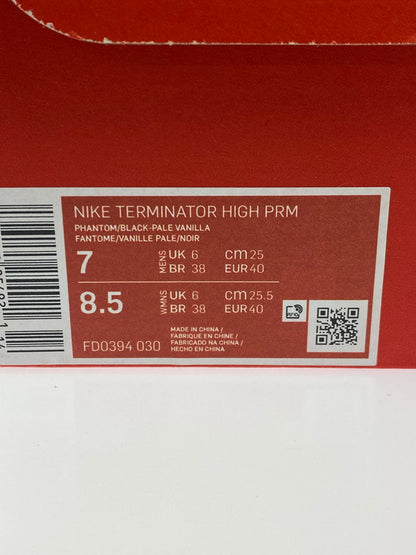 NIKE TERMINATOR HIGH PRM
PHANTOM/BLACK-PALE VANILLA
FANTOME/VANILLE PALE/NOIR
7 MENS UK 6 cm 25
BR 38 EUR 40
8.5 WMNS UK 6 cm 25.5
BR 38 EUR 40
MADE IN CHINA /
FABRIQUE EN CHINE /
FABRICADO NA CHINA /
HECHO EN CHINA
FD0394 030